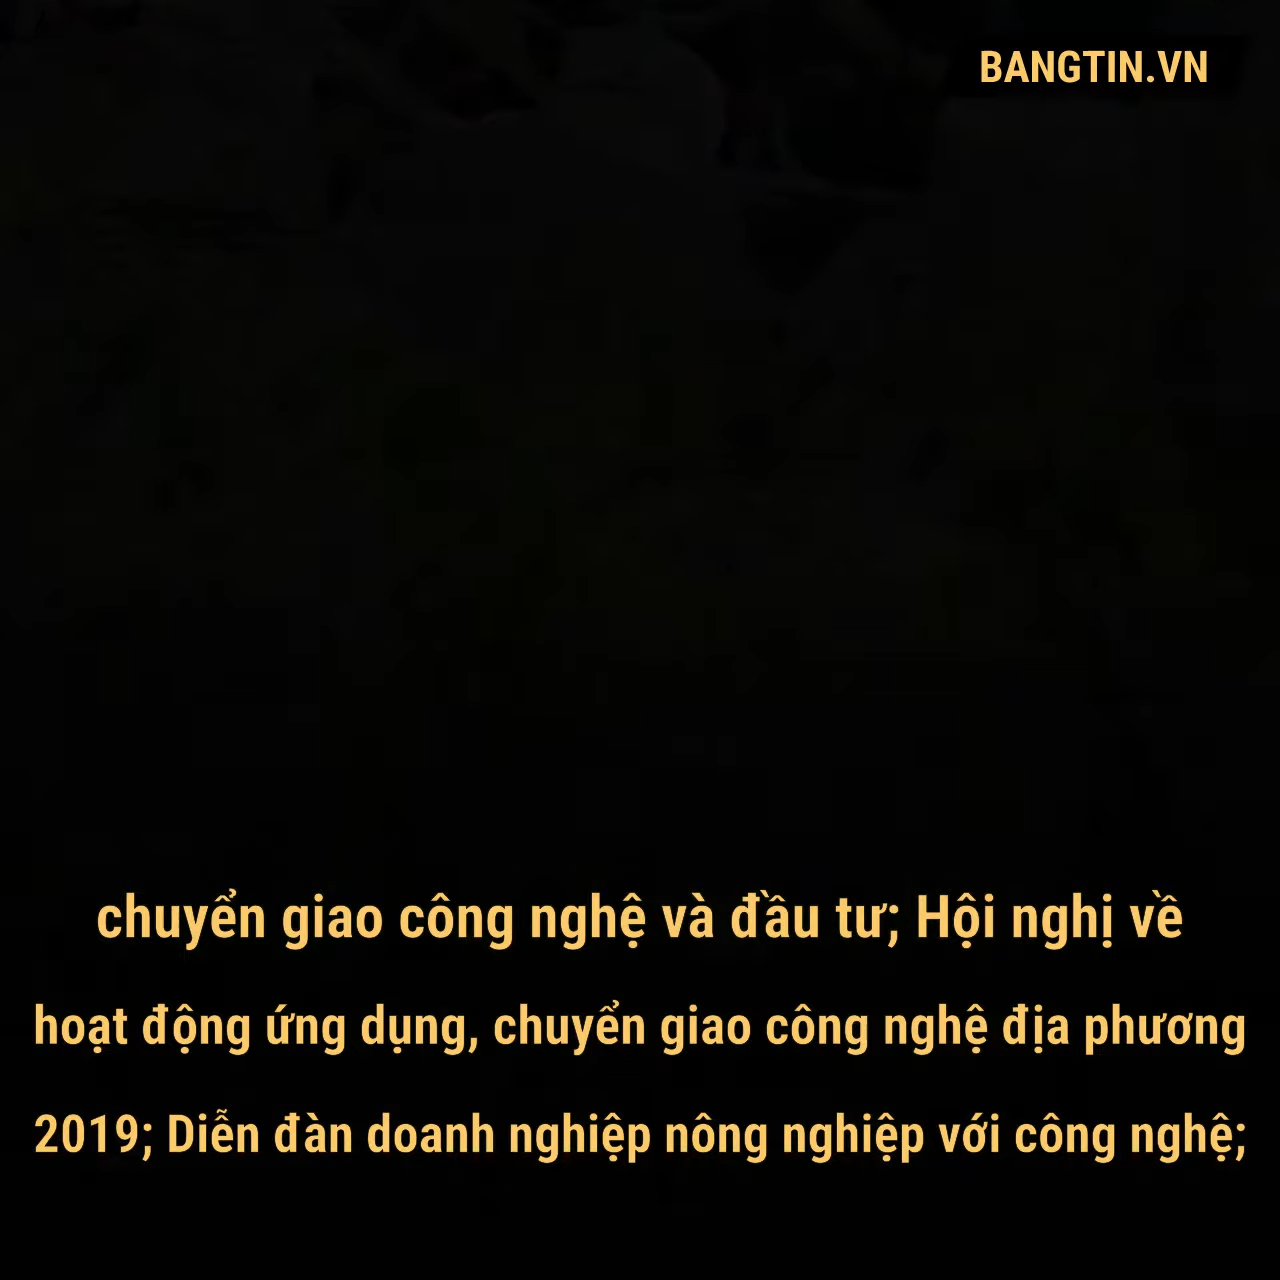 BANGTIN.VN
chuyển giao công nghệ và đầu tư; Hội nghị về
hoạt động ứng dụng, chuyển giao công nghệ địa phương
2019; Diễn đàn doanh nghiệp nông nghiệp với công nghệ;